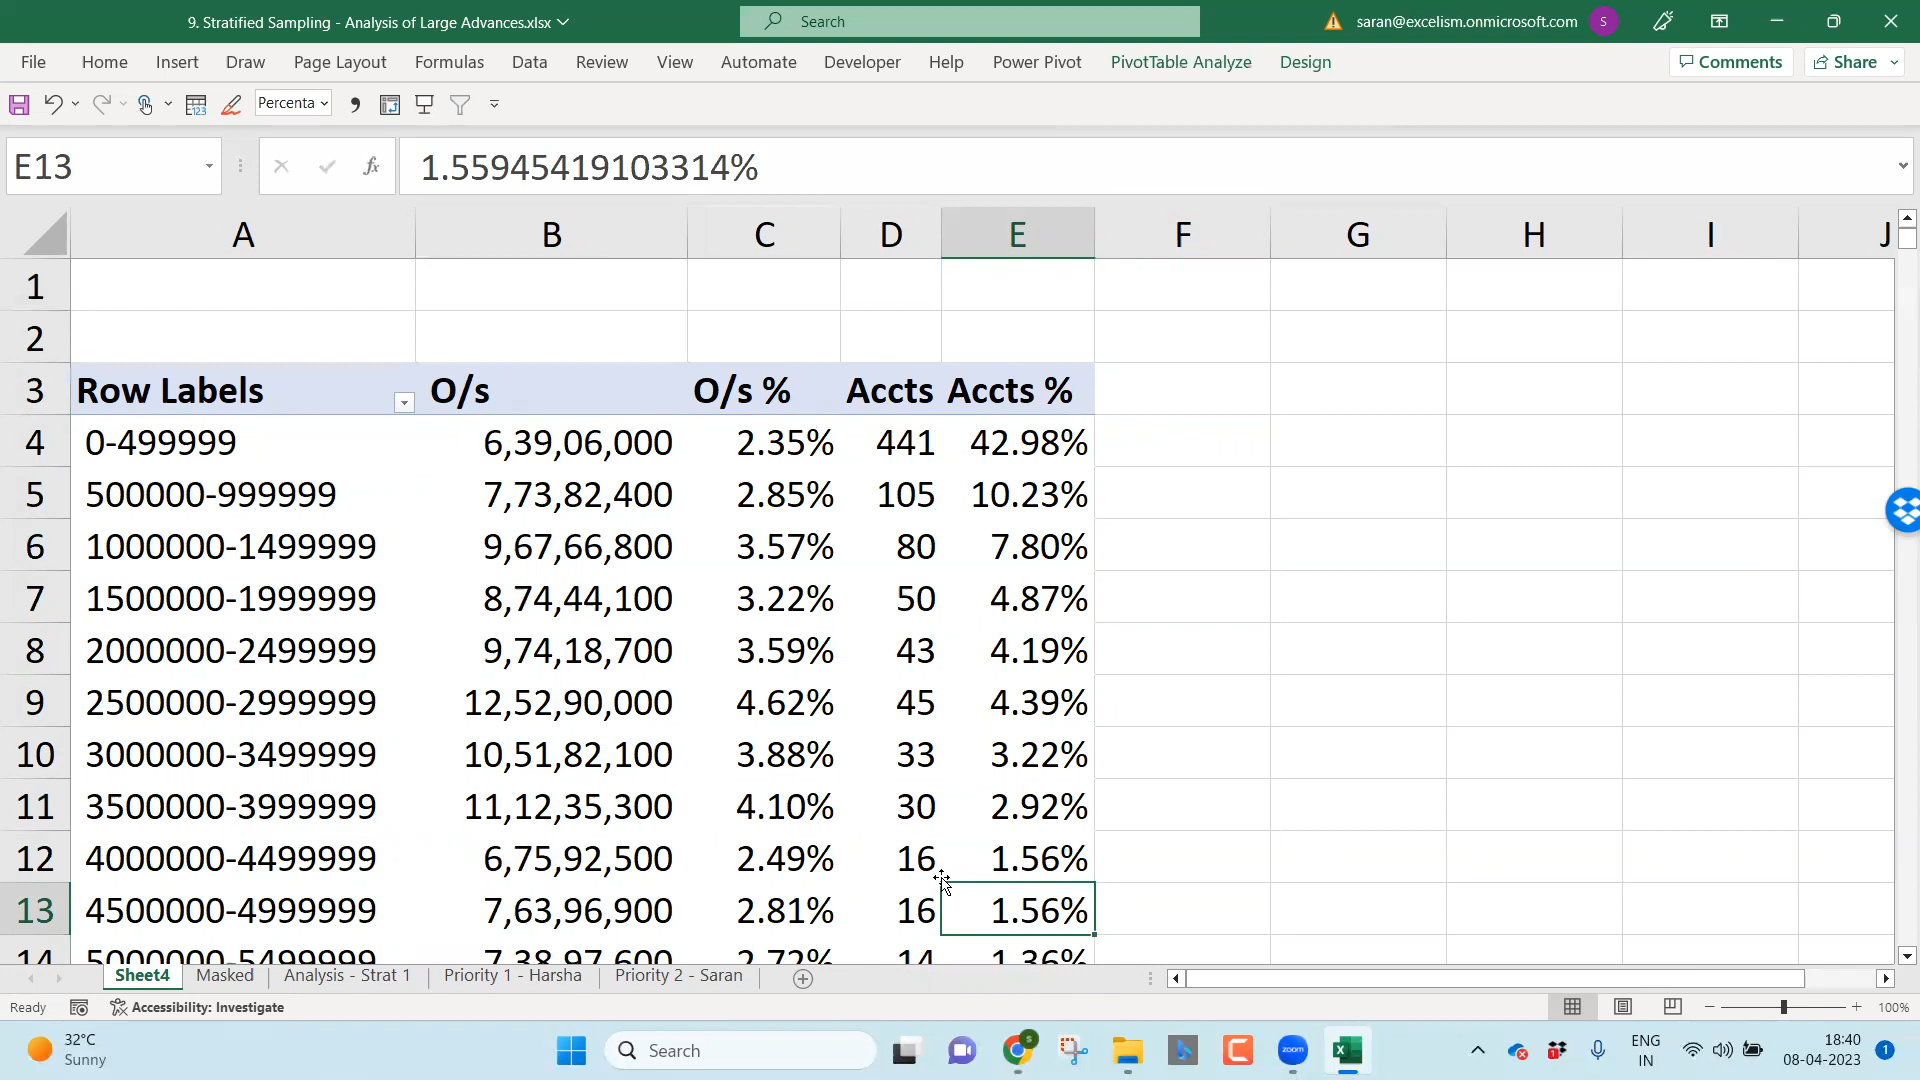 9. Stratified Sampling - Analysis of Large Advances.xlsx
Search
saran@excelism.onmicrosoft.com
S
File Home Insert Draw Page Layout Formulas Data Review View Automate Developer Help Power Pivot PivotTable Analyze Design Comments Share
Percenta
E13 fx 1.55945419103314%
A B C D E F G H I J
1
2
3 Row Labels O/s O/s % Accts Accts %
4 0-499999 6,39,06,000 2.35% 441 42.98%
5 500000-999999 7,73,82,400 2.85% 105 10.23%
6 1000000-1499999 9,67,66,800 3.57% 80 7.80%
7 1500000-1999999 8,74,44,100 3.22% 50 4.87%
8 2000000-2499999 9,74,18,700 3.59% 43 4.19%
9 2500000-2999999 12,52,90,000 4.62% 45 4.39%
10 3000000-3499999 10,51,82,100 3.88% 33 3.22%
11 3500000-3999999 11,12,35,300 4.10% 30 2.92%
12 4000000-4499999 6,75,92,500 2.49% 16 1.56%
13 4500000-4999999 7,63,96,900 2.81% 16 1.56%
14 5000000-5499999 7,38,97,600 2.72% 14 1.36%
Sheet4 Masked Analysis - Strat 1 Priority 1 - Harsha Priority 2 - Saran
Ready Accessibility: Investigate 100%
32°C
Sunny
Search
zoom
ENG
IN
18:40
08-04-2023
1